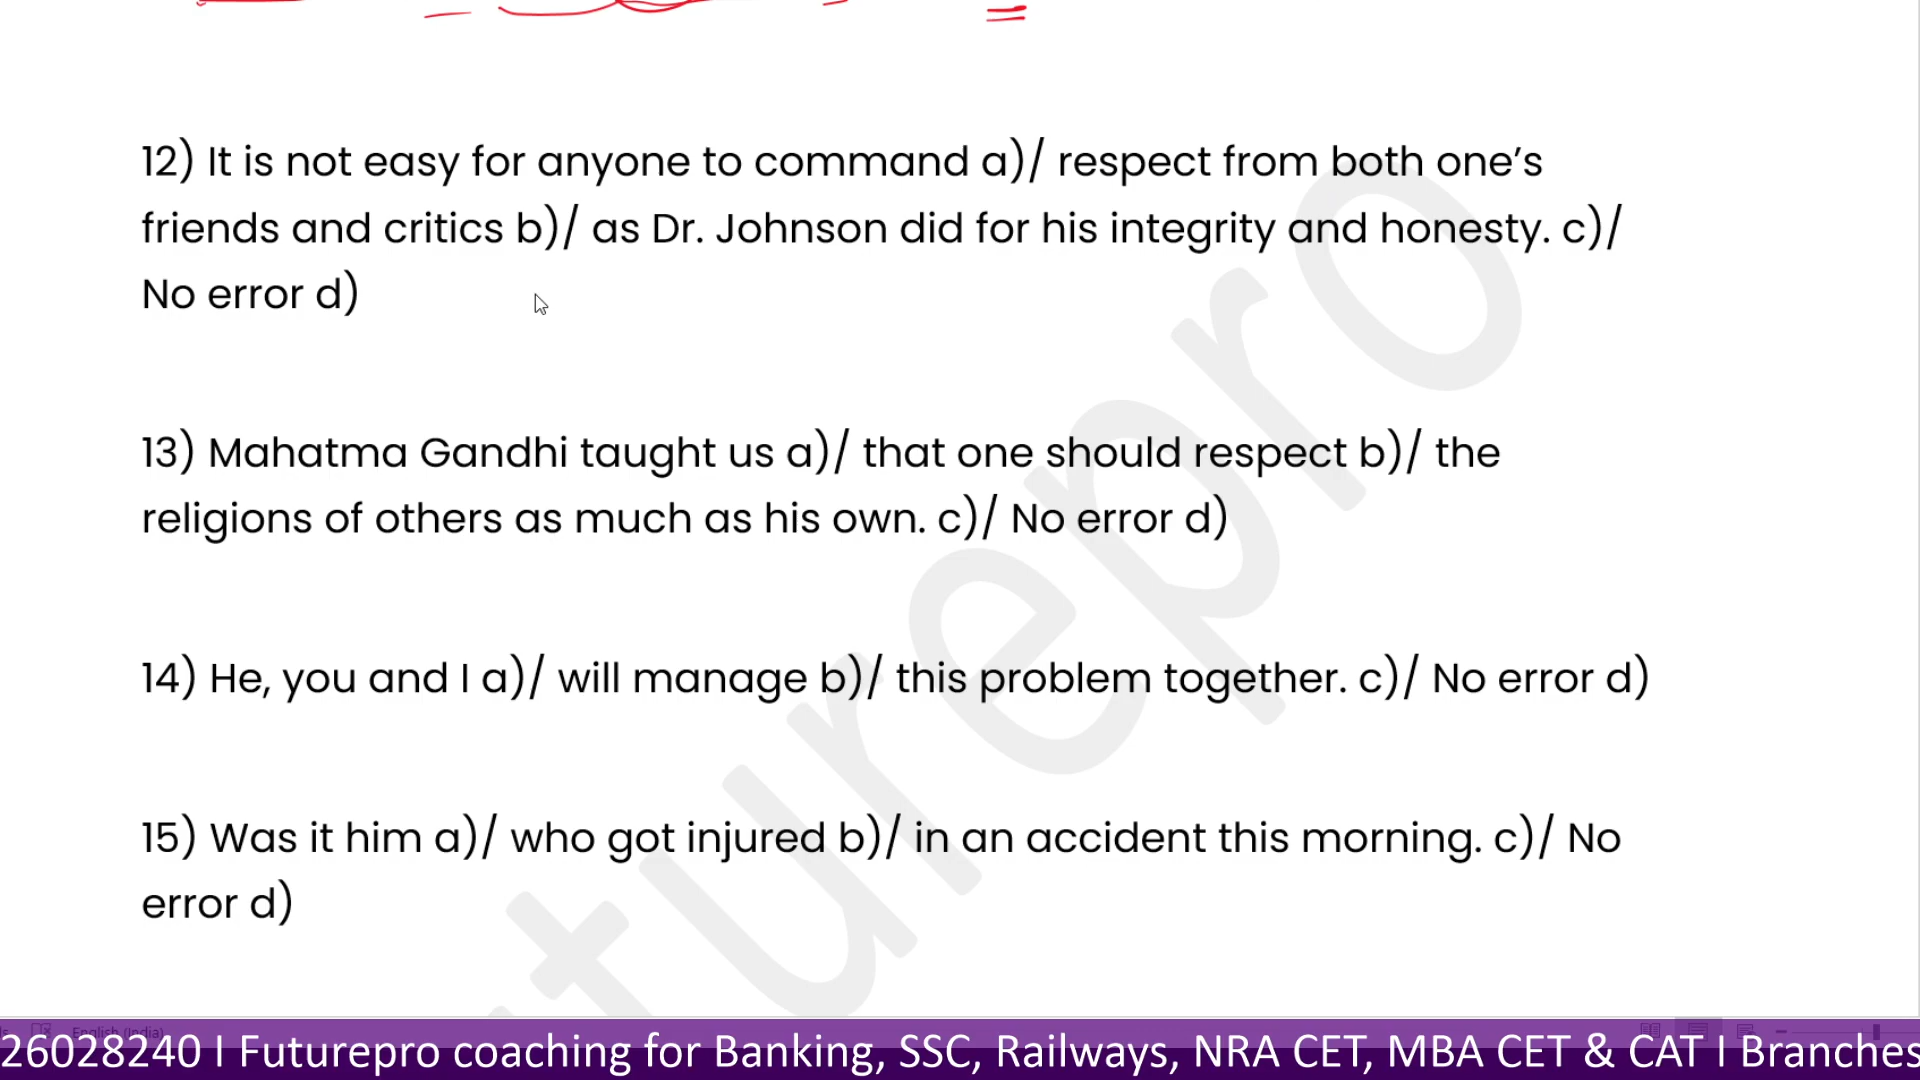 12) It is not easy for anyone to command a)/ respect from both one’s
friends and critics b)/ as Dr. Johnson did for his integrity and honesty. c)/
No error d)
13) Mahatma Gandhi taught us a)/ that one should respect b)/ the
religions of others as much as his own. c)/ No error d)
14) He, you and I a)/ will manage b)/ this problem together. c)/ No error d)
15) Was it him a)/ who got injured b)/ in an accident this morning. c)/ No
error d)
turepro
English (India)
26028240 I Futurepro coaching for Banking, SSC, Railways, NRA CET, MBA CET & CAT I Branches